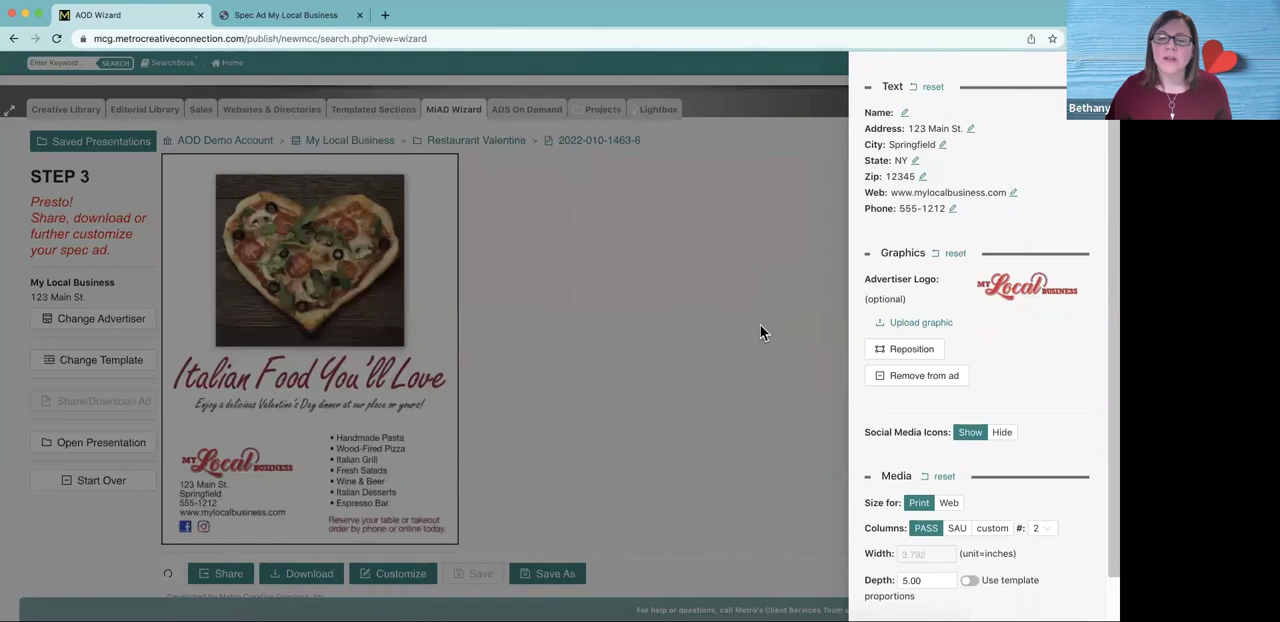 AOD Wizard
Spec Ad My Local Business
mcg.metrocreativeconnection.com/publish/newmcc/search.php?view=wizard
Enter Keyword...
SEARCH
SearchBook
Home
Bethany
Creative Library
Editorial Library
Sales
Websites & Directories
Templated Sections
MiAD Wizard
ADS On Demand
Projects
Lightbox
Saved Presentations
AOD Demo Account > My Local Business > Restaurant Valentine > 2022-010-1463-6
STEP 3
Presto!
Share, download or
further customize
your spec ad.
My Local Business
123 Main St.
Change Advertiser
Change Template
Share/Download Ad
Open Presentation
Start Over
Italian Food You'll Love
Enjoy a delicious Valentine's Day dinner at our place or yours!
MY Local BUSINESS
123 Main St.
Springfield
555-1212
www.mylocalbusiness.com
• Handmade Pasta
• Wood-Fired Pizza
• Italian Grill
• Fresh Salads
• Wine & Beer
• Italian Desserts
• Espresso Bar
Reserve your table or takeout
order by phone or online today.
Share
Download
Customize
Save
Save As
Developed by Metro Creative Graphics, Inc.
For help or questions, call Metro's Client Services Team
Text reset
Name:
Address: 123 Main St.
City: Springfield
State: NY
Zip: 12345
Web: www.mylocalbusiness.com
Phone: 555-1212
Graphics reset
Advertiser Logo:
(optional)
MY Local BUSINESS
Upload graphic
Reposition
Remove from ad
Social Media Icons: Show Hide
Media reset
Size for: Print Web
Columns: PASS SAU custom #: 2
Width: 3.792 (unit=inches)
Depth: 5.00 Use template
proportions